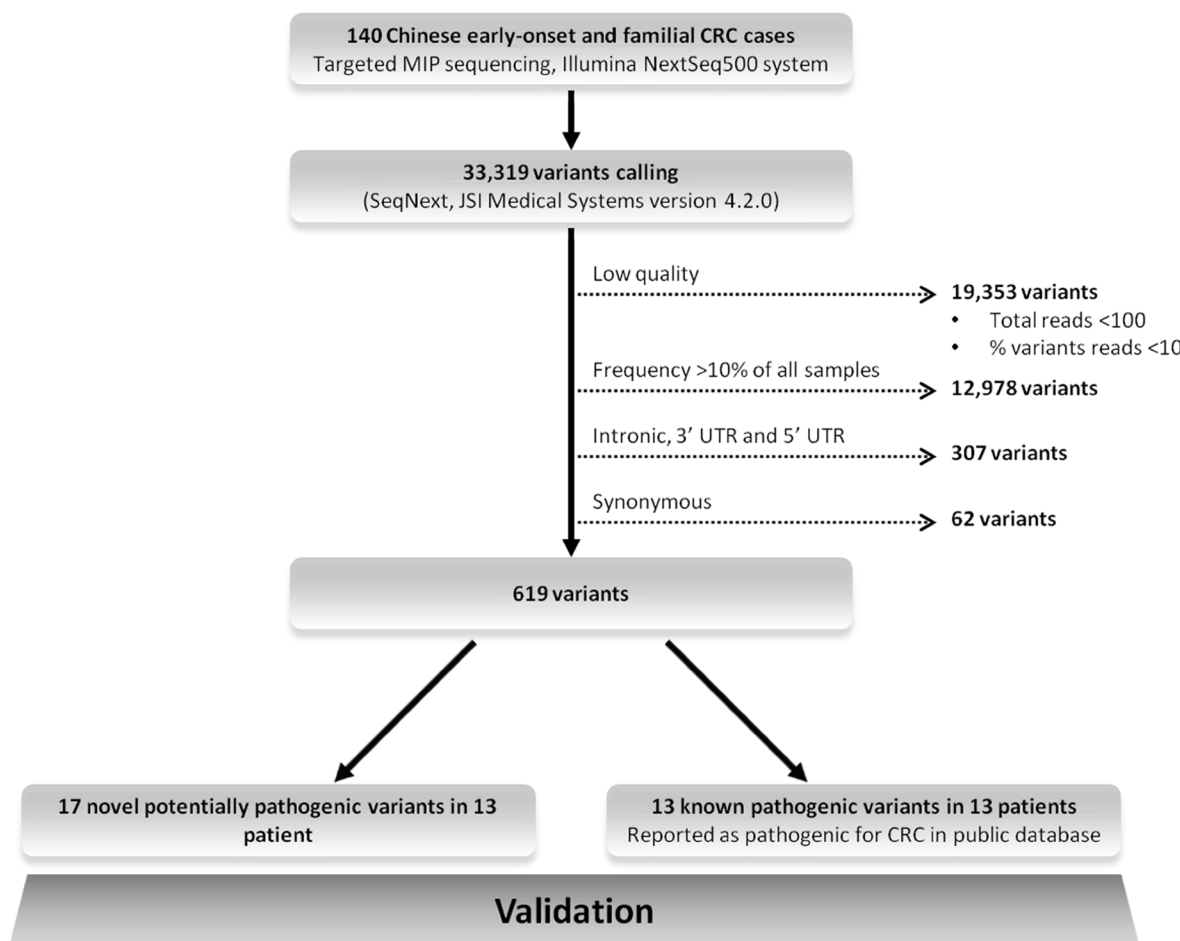 140 Chinese early-onset and familial CRC cases
Targeted MIP sequencing, Illumina NextSeq500 system
33,319 variants calling
(SeqNext, JSI Medical Systems version 4.2.0)
Low quality
19,353 variants
• Total reads <100
• % variants reads <10
Frequency >10% of all samples
12,978 variants
Intronic, 3’ UTR and 5’ UTR
307 variants
Synonymous
62 variants
619 variants
17 novel potentially pathogenic variants in 13
patient
13 known pathogenic variants in 13 patients
Reported as pathogenic for CRC in public database
Validation